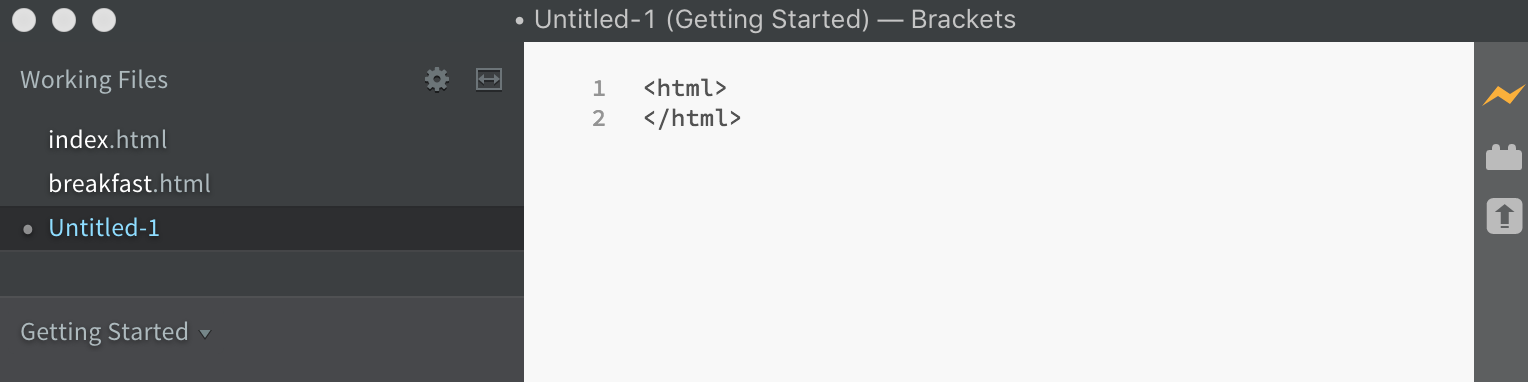 • Untitled-1 (Getting Started) — Brackets
Working Files
index.html
breakfast.html
• Untitled-1
Getting Started
1 <html>
2 </html>